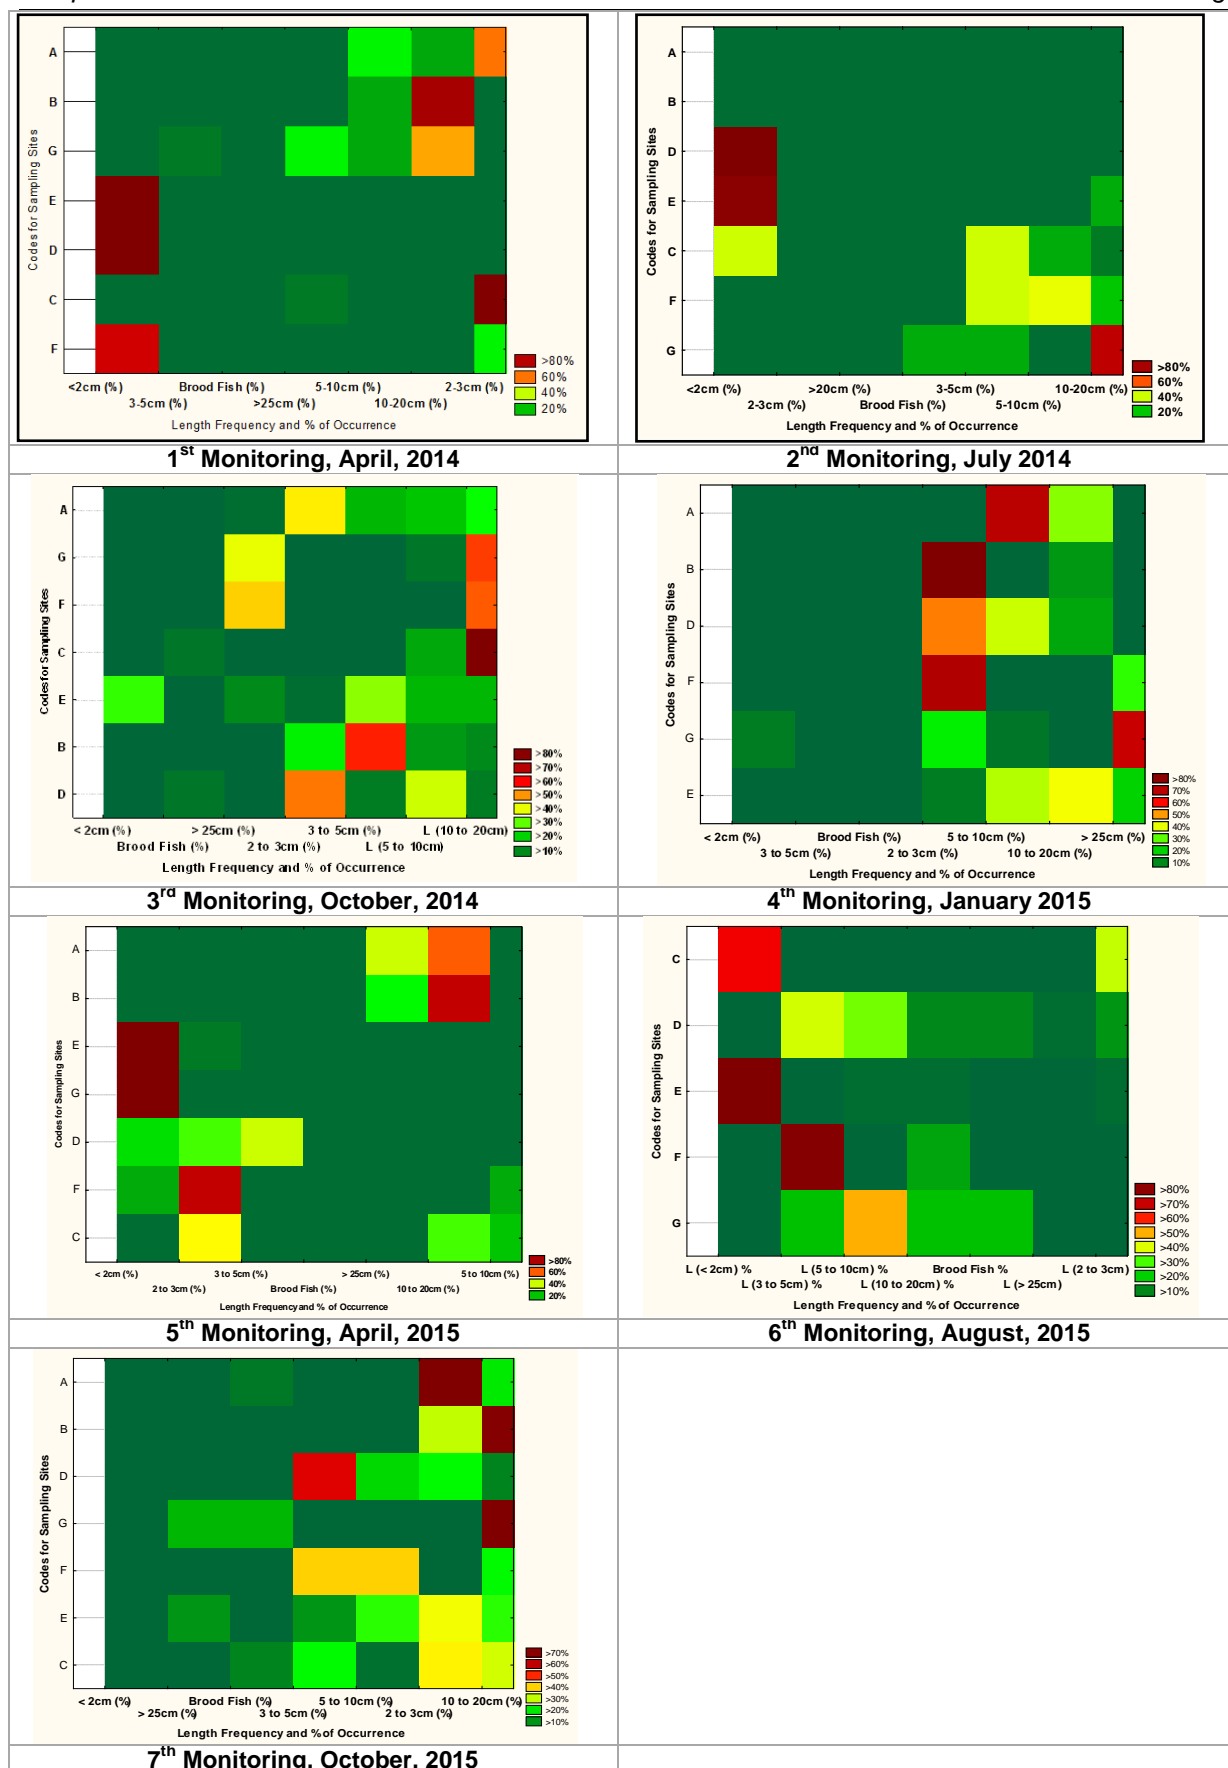 A
B
G
E
D
C
F
Codes for Sampling Sites
<2cm (%) Brood Fish (%) 5-10cm (%) 2-3cm (%)
3-5cm (%) >25cm (%) 10-20cm (%)
Length Frequency and % of Occurrence
>80%
60%
40%
20%
1st Monitoring, April, 2014
A
B
D
E
C
F
G
Codes for Sampling Sites
<2cm (%) >20cm (%) 3-5cm (%) 10-20cm (%)
2-3cm (%) Brood Fish (%) 5-10cm (%)
Length Frequency and % of Occurrence
>80%
60%
40%
20%
2nd Monitoring, July 2014
A
G
F
C
E
B
D
Codes for Sampling Sites
< 2cm (%) > 25cm (%) 3 to 5cm (%) L (10 to 20cm)
Brood Fish (%) 2 to 3cm (%) L (5 to 10cm)
Length Frequency and % of Occurrence
>80%
>70%
>60%
>50%
>40%
>30%
>20%
>10%
3rd Monitoring, October, 2014
A
B
D
F
G
E
Codes for Sampling Sites
< 2cm (%) Brood Fish (%) 5 to 10cm (%) > 25cm (%)
3 to 5cm (%) 2 to 3cm (%) 10 to 20cm (%)
Length Frequency and % of Occurrence
>80%
70%
60%
50%
40%
30%
20%
10%
4th Monitoring, January 2015
A
B
E
G
D
F
C
Codes for Sampling Sites
< 2cm (%) 3 to 5cm (%) > 25cm (%) 5 to 10cm (%)
2 to 3cm (%) Brood Fish (%) 10 to 20cm (%)
Length Frequency and % of Occurrence
>80%
60%
40%
20%
5th Monitoring, April, 2015
C
D
E
F
G
Codes for Sampling Sites
L (< 2cm) % L (5 to 10cm) % Brood Fish % L (2 to 3cm)
L (3 to 5cm) % L (10 to 20cm) % L (> 25cm)
Length Frequency and % of Occurrence
>80%
>70%
>60%
>50%
>40%
>30%
>20%
>10%
6th Monitoring, August, 2015
A
B
D
G
F
E
C
Codes for Sampling Sites
< 2cm (%) Brood Fish (%) 5 to 10cm (%) 10 to 20cm (%)
> 25cm (%) 3 to 5cm (%) 2 to 3cm (%)
Length Frequency and % of Occurrence
>70%
>60%
>50%
>40%
>30%
>20%
>10%
7th Monitoring, October, 2015